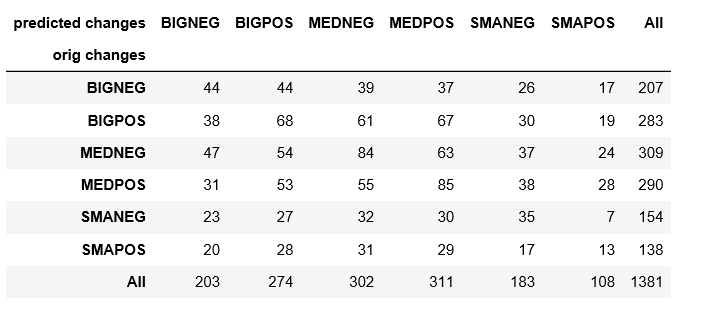 predicted changes BIGNEG BIGPOS MEDNEG MEDPOS SMANEG SMAPOS All
orig changes
BIGNEG 44 44 39 37 26 17 207
BIGPOS 38 68 61 67 30 19 283
MEDNEG 47 54 84 63 37 24 309
MEDPOS 31 53 55 85 38 28 290
SMANEG 23 27 32 30 35 7 154
SMAPOS 20 28 31 29 17 13 138
All 203 274 302 311 183 108 1381